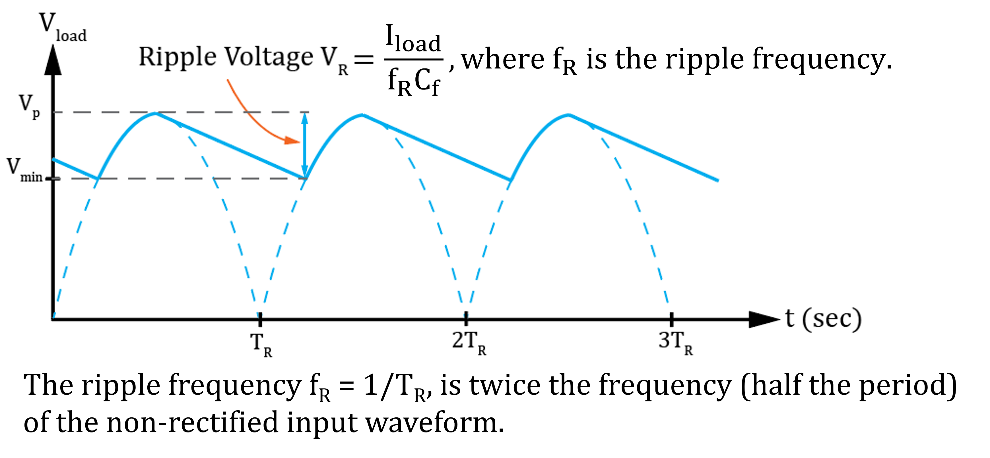 V_load
Ripple Voltage V_R = I_load / f_R C_f , where f_R is the ripple frequency.
V_p
V_min
t (sec)
T_R 2T_R 3T_R
The ripple frequency f_R = 1/T_R, is twice the frequency (half the period)
of the non-rectified input waveform.